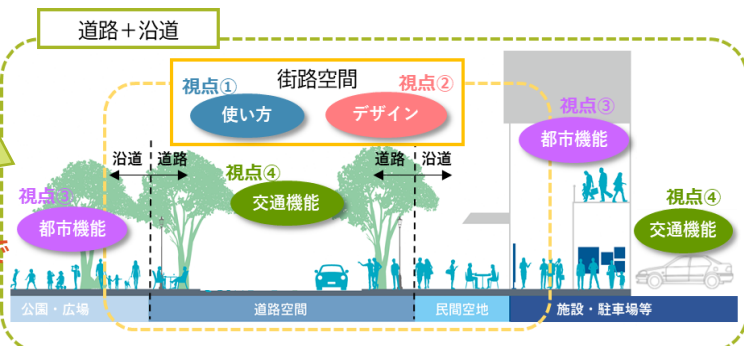 道路＋沿道
街路空間
視点①
視点②
使い方
デザイン
視点③
都市機能
沿道
道路
道路
沿道
視点④
交通機能
視点③
都市機能
視点④
交通機能
公園・広場
道路空間
民間空地
施設・駐車場等